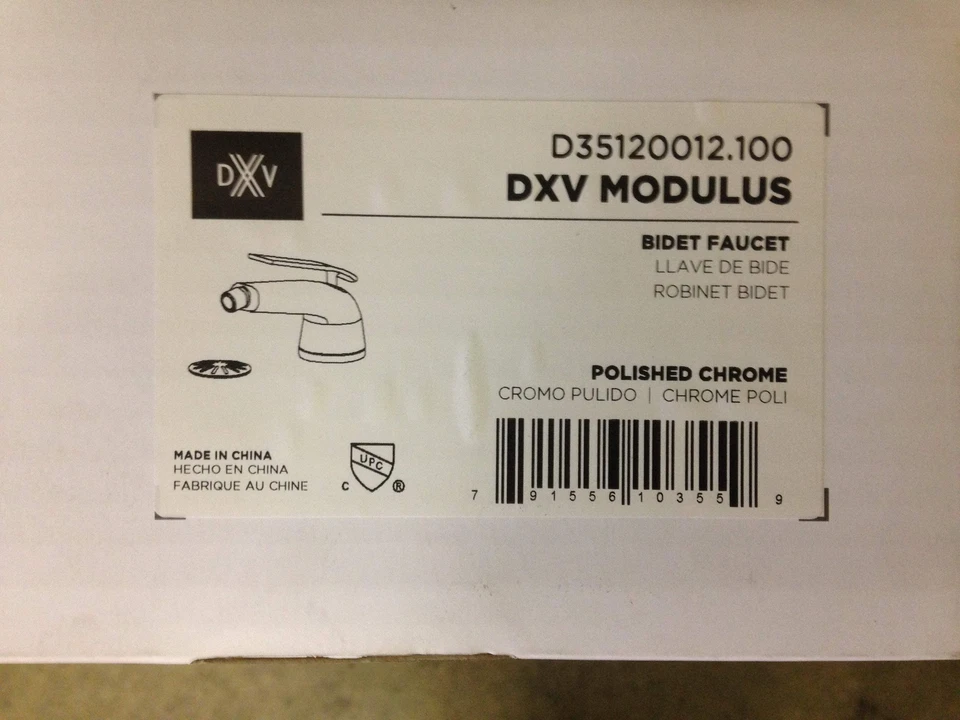 DXV
D35120012.100
DXV MODULUS
BIDET FAUCET
LLAVE DE BIDE
ROBINET BIDET
POLISHED CHROME
CROMO PULIDO | CHROME POLI
MADE IN CHINA
HECHO EN CHINA
FABRIQUE AU CHINE
C UPC ®
7 91556 10355 9